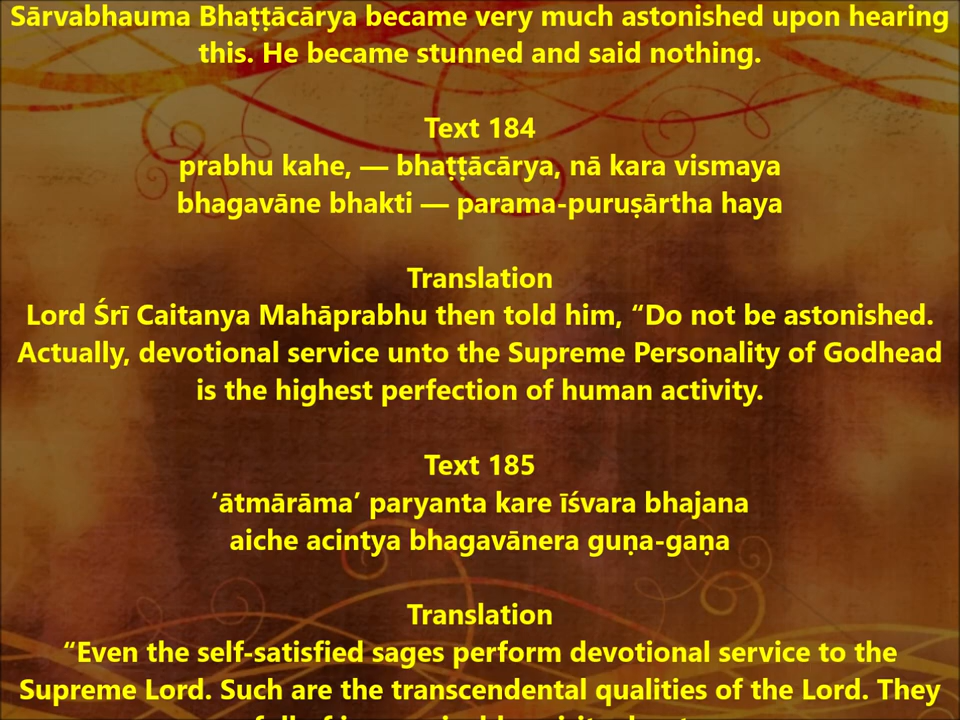 Sārvabhauma Bhaṭṭācārya became very much astonished upon hearing
this. He became stunned and said nothing.
Text 184
prabhu kahe, — bhaṭṭācārya, nā kara vismaya
bhagavāne bhakti — parama-puruṣārtha haya
Translation
Lord Śrī Caitanya Mahāprabhu then told him, “Do not be astonished.
Actually, devotional service unto the Supreme Personality of Godhead
is the highest perfection of human activity.
Text 185
‘ātmārāma’ paryanta kare īśvara bhajana
aiche acintya bhagavānera guṇa-gaṇa
Translation
“Even the self-satisfied sages perform devotional service to the
Supreme Lord. Such are the transcendental qualities of the Lord. They